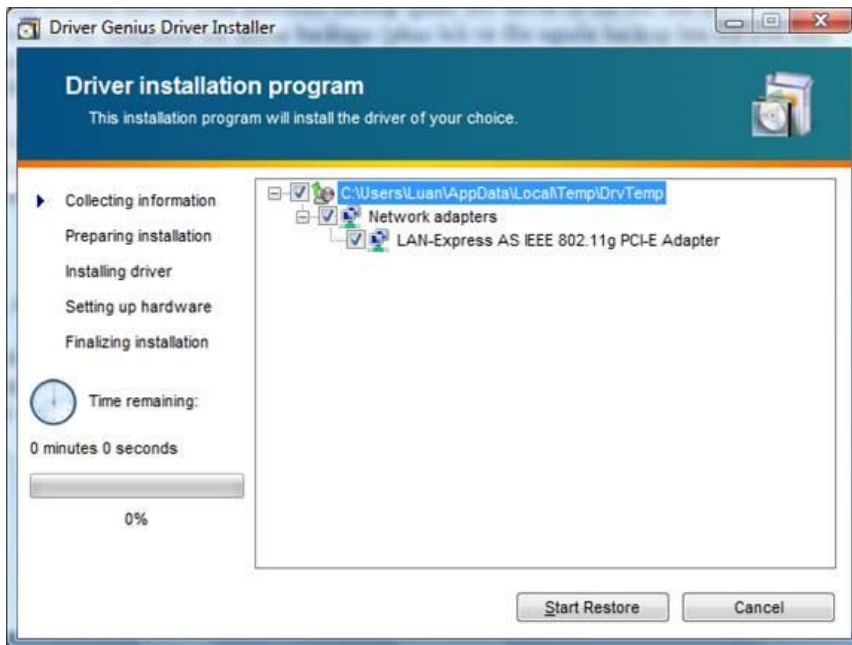 Driver Genius Driver Installer
Driver installation program
This installation program will install the driver of your choice.
Collecting information
Preparing installation
Installing driver
Setting up hardware
Finalizing installation
Time remaining:
0 minutes 0 seconds
0%
C:\Users\Luan\AppData\Local\Temp\DrvTemp
Network adapters
LAN-Express AS IEEE 802.11g PCI-E Adapter
Start Restore
Cancel